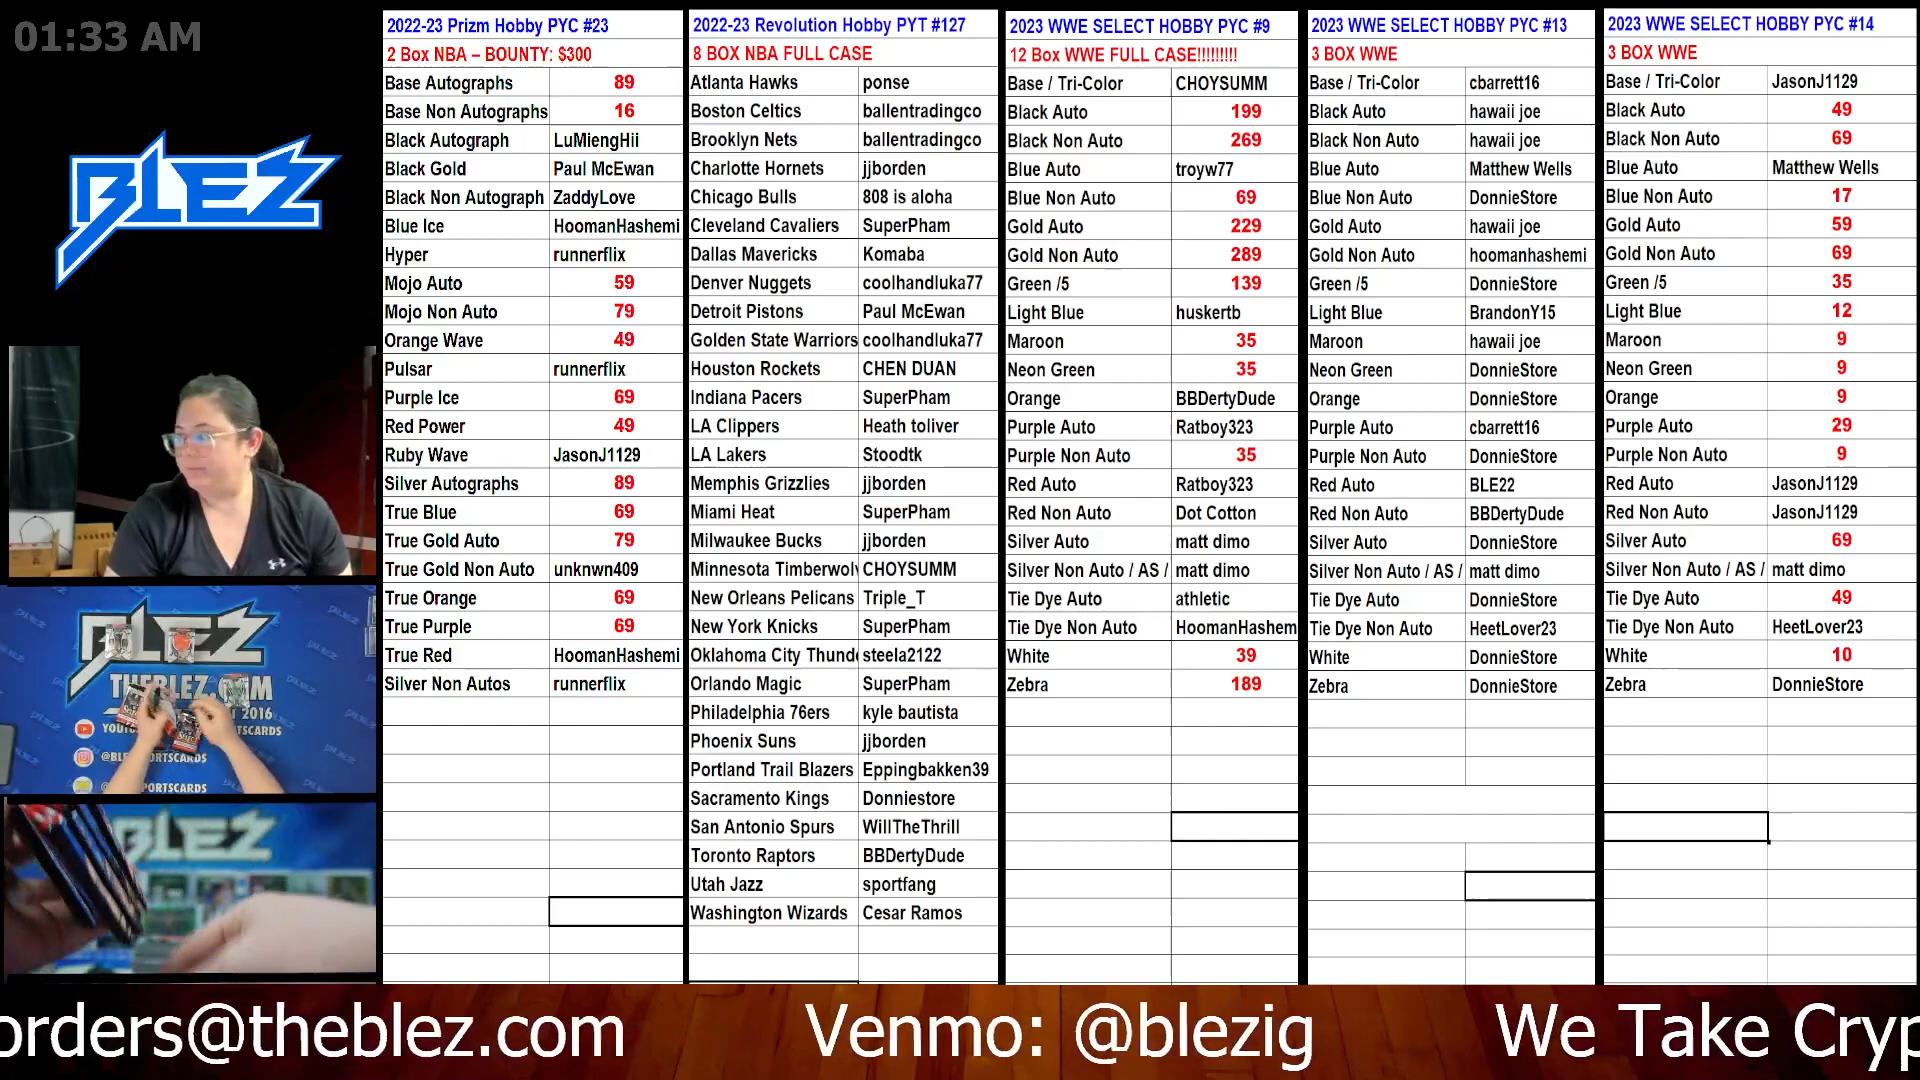 01:33 AM
BLEZ
BLEZ
THEBLEZ.COM
2016
@BLE
BLEZ
2022-23 Prizm Hobby PYC #23
2 Box NBA – BOUNTY: $300
Base Autographs 89
Base Non Autographs 16
Black Autograph LuMiengHii
Black Gold Paul McEwan
Black Non Autograph ZaddyLove
Blue Ice HoomanHashemi
Hyper runnerflix
Mojo Auto 59
Mojo Non Auto 79
Orange Wave 49
Pulsar runnerflix
Purple Ice 69
Red Power 49
Ruby Wave JasonJ1129
Silver Autographs 89
True Blue 69
True Gold Auto 79
True Gold Non Auto unknwn409
True Orange 69
True Purple 69
True Red HoomanHashemi
Silver Non Autos runnerflix
2022-23 Revolution Hobby PYT #127
8 BOX NBA FULL CASE
Atlanta Hawks ponse
Boston Celtics ballentradingco
Brooklyn Nets ballentradingco
Charlotte Hornets jjborden
Chicago Bulls 808 is aloha
Cleveland Cavaliers SuperPham
Dallas Mavericks Komaba
Denver Nuggets coolhandluka77
Detroit Pistons Paul McEwan
Golden State Warriors coolhandluka77
Houston Rockets CHEN DUAN
Indiana Pacers SuperPham
LA Clippers Heath toliver
LA Lakers Stoodtk
Memphis Grizzlies jjborden
Miami Heat SuperPham
Milwaukee Bucks jjborden
Minnesota Timberwolv CHOYSUMM
New Orleans Pelicans Triple_T
New York Knicks SuperPham
Oklahoma City Thunde steela2122
Orlando Magic SuperPham
Philadelphia 76ers kyle bautista
Phoenix Suns jjborden
Portland Trail Blazers Eppingbakken39
Sacramento Kings Donniestore
San Antonio Spurs WillTheThrill
Toronto Raptors BBDertyDude
Utah Jazz sportfang
Washington Wizards Cesar Ramos
2023 WWE SELECT HOBBY PYC #9
12 Box WWE FULL CASE!!!!!!!!!
Base / Tri-Color CHOYSUMM
Black Auto 199
Black Non Auto 269
Blue Auto troyw77
Blue Non Auto 69
Gold Auto 229
Gold Non Auto 289
Green /5 139
Light Blue huskertb
Maroon 35
Neon Green 35
Orange BBDertyDude
Purple Auto Ratboy323
Purple Non Auto 35
Red Auto Ratboy323
Red Non Auto Dot Cotton
Silver Auto matt dimo
Silver Non Auto / AS / matt dimo
Tie Dye Auto athletic
Tie Dye Non Auto HoomanHashem
White 39
Zebra 189
2023 WWE SELECT HOBBY PYC #13
3 BOX WWE
Base / Tri-Color cbarrett16
Black Auto hawaii joe
Black Non Auto hawaii joe
Blue Auto Matthew Wells
Blue Non Auto DonnieStore
Gold Auto hawaii joe
Gold Non Auto hoomanhashemi
Green /5 DonnieStore
Light Blue BrandonY15
Maroon hawaii joe
Neon Green DonnieStore
Orange DonnieStore
Purple Auto cbarrett16
Purple Non Auto DonnieStore
Red Auto BLE22
Red Non Auto BBDertyDude
Silver Auto DonnieStore
Silver Non Auto / AS / matt dimo
Tie Dye Auto DonnieStore
Tie Dye Non Auto HeetLover23
White DonnieStore
Zebra DonnieStore
2023 WWE SELECT HOBBY PYC #14
3 BOX WWE
Base / Tri-Color JasonJ1129
Black Auto 49
Black Non Auto 69
Blue Auto Matthew Wells
Blue Non Auto 17
Gold Auto 59
Gold Non Auto 69
Green /5 35
Light Blue 12
Maroon 9
Neon Green 9
Orange 9
Purple Auto 29
Purple Non Auto 9
Red Auto JasonJ1129
Red Non Auto JasonJ1129
Silver Auto 69
Silver Non Auto / AS / matt dimo
Tie Dye Auto 49
Tie Dye Non Auto HeetLover23
White 10
Zebra DonnieStore
orders@theblez.com Venmo: @blezig We Take Cryp